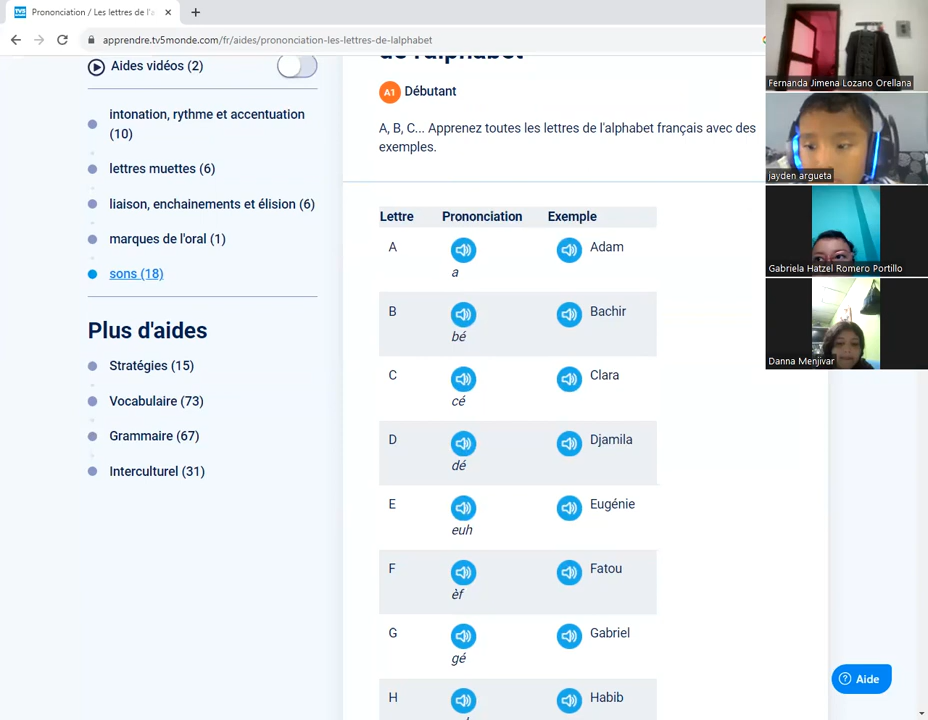 Prononciation / Les lettres de l'a
apprendre.tv5monde.com/fr/aides/prononciation-les-lettres-de-lalphabet
Aides vidéos (2)
intonation, rythme et accentuation
(10)
lettres muettes (6)
liaison, enchainements et élision (6)
marques de l'oral (1)
sons (18)
Plus d'aides
Stratégies (15)
Vocabulaire (73)
Grammaire (67)
Interculturel (31)
de l'alphabet
A1 Débutant
A, B, C... Apprenez toutes les lettres de l'alphabet français avec des
exemples.
Lettre Prononciation Exemple
A Adam
a
B Bachir
bé
C Clara
cé
D Djamila
dé
E Eugénie
euh
F Fatou
èf
G Gabriel
gé
H Habib
Fernanda Jimena Lozano Orellana
jayden argueta
Gabriela Hatzel Romero Portillo
Danna Menjivar
Aide